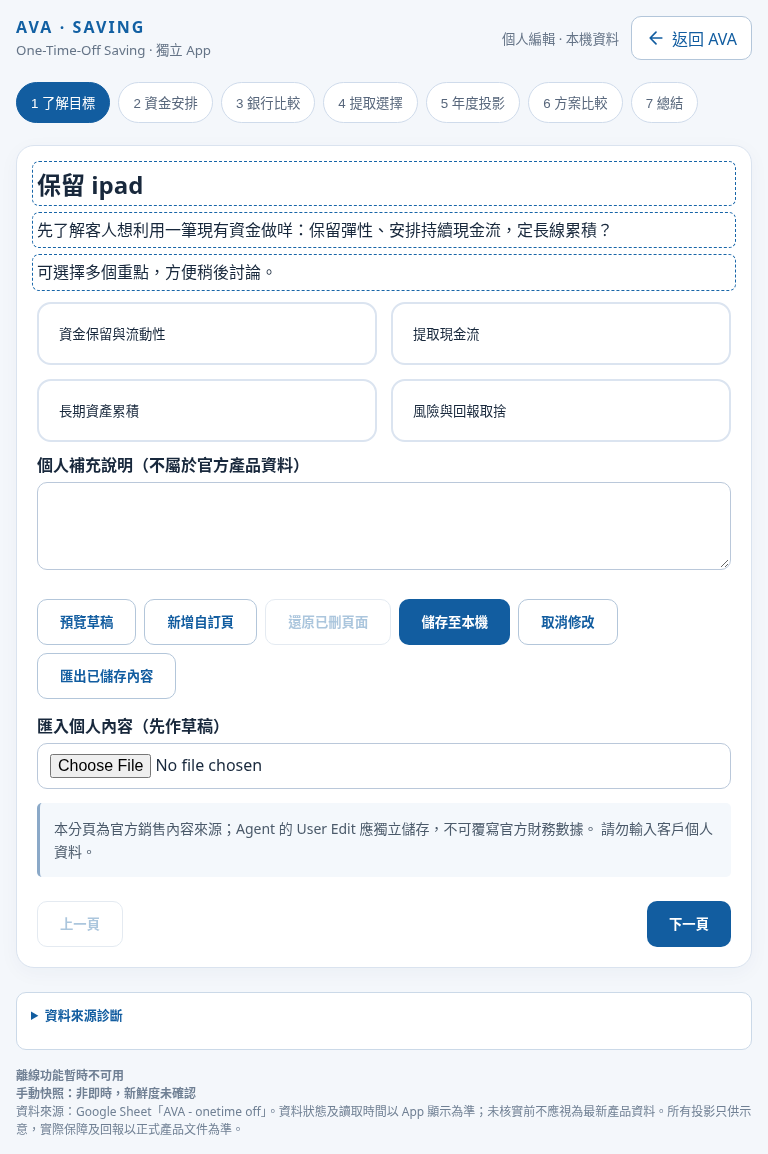 AVA · SAVING
One-Time-Off Saving · 獨立 App
個人編輯 · 本機資料
← 返回 AVA
1 了解目標
2 資金安排
3 銀行比較
4 提取選擇
5 年度投影
6 方案比較
7 總結
保留 ipad
先了解客人想利用一筆現有資金做咩：保留彈性、安排持續現金流，定長線累積？
可選擇多個重點，方便稍後討論。
資金保留與流動性
提取現金流
長期資產累積
風險與回報取捨
個人補充說明（不屬於官方產品資料）
預覽草稿
新增自訂頁
還原已刪頁面
儲存至本機
取消修改
匯出已儲存內容
匯入個人內容（先作草稿）
Choose File No file chosen
本分頁為官方銷售內容來源；Agent 的 User Edit 應獨立儲存，不可覆寫官方財務數據。 請勿輸入客戶個人
資料。
上一頁
下一頁
▶ 資料來源診斷
離線功能暫時不可用
手動快照：非即時，新鮮度未確認
資料來源：Google Sheet「AVA - onetime off」。資料狀態及讀取時間以 App 顯示為準；未核實前不應視為最新產品資料。所有投影只供示
意，實際保障及回報以正式產品文件為準。